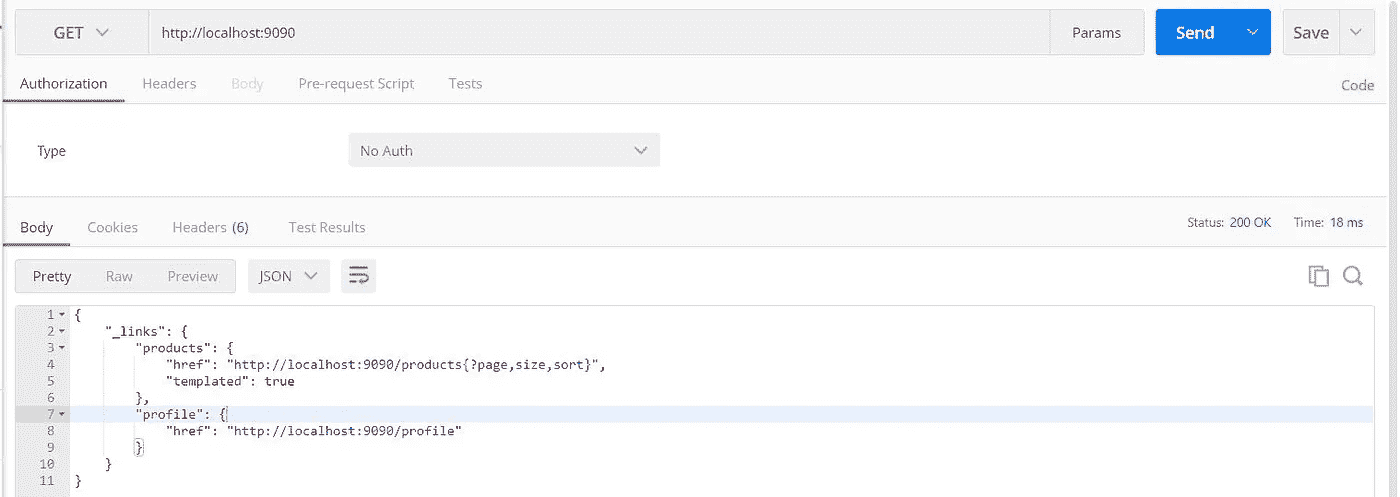 GET http://localhost:9090 Params Send Save
Authorization Headers Body Pre-request Script Tests Code
Type No Auth
Body Cookies Headers (6) Test Results Status: 200 OK Time: 18 ms
Pretty Raw Preview JSON
1 {
2 "_links": {
3 "products": {
4 "href": "http://localhost:9090/products{?page,size,sort}",
5 "templated": true
6 },
7 "profile": {
8 "href": "http://localhost:9090/profile"
9 }
10 }
11 }